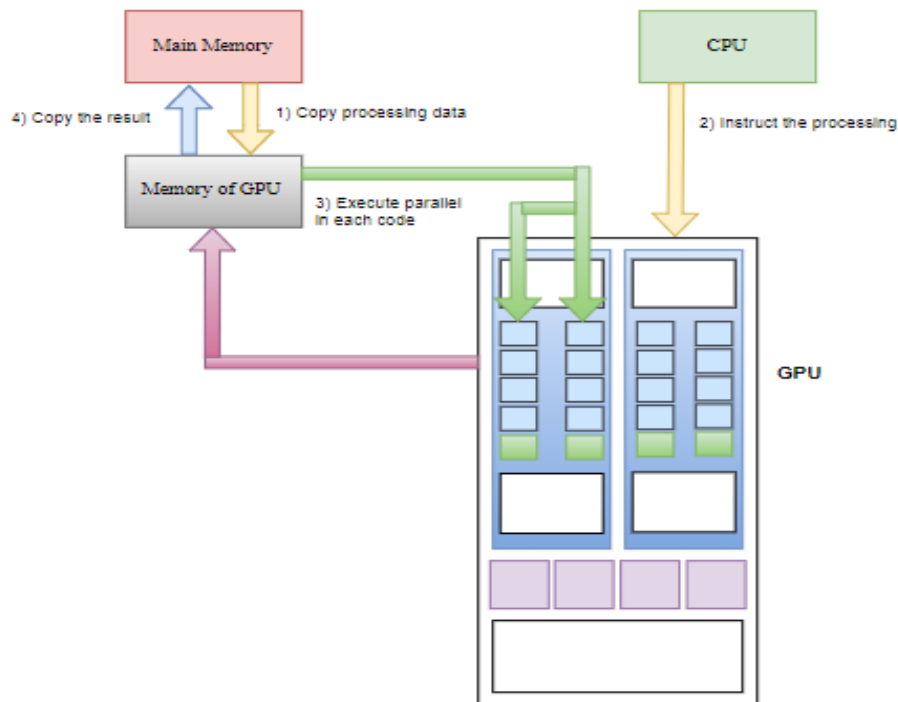 Main Memory
CPU
4) Copy the result
1) Copy processing data
2) Instruct the processing
Memory of GPU
3) Execute parallel
in each code
GPU